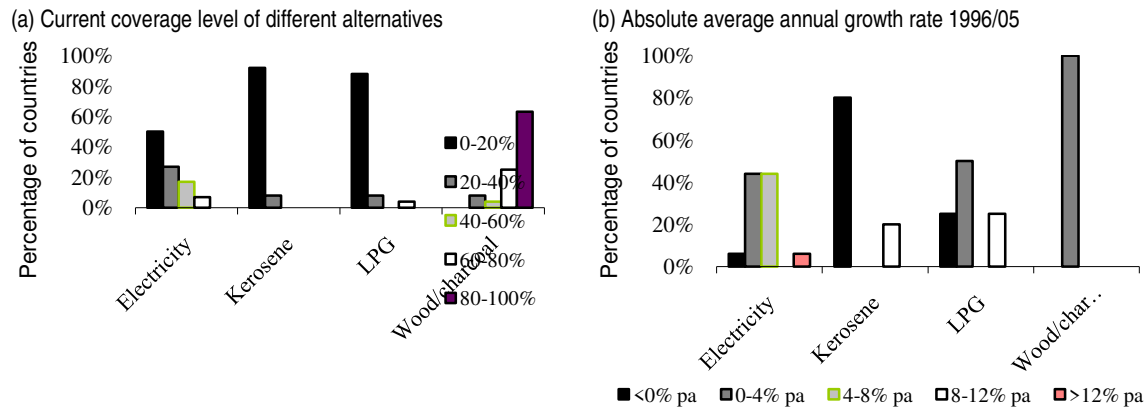 (a) Current coverage level of different alternatives
Percentage of countries
100%
80%
60%
40%
20%
0%
Electricity
Kerosene
LPG
Wood/charcoal
0-20%
20-40%
40-60%
60-80%
80-100%
(b) Absolute average annual growth rate 1996/05
Percentage of countries
100%
80%
60%
40%
20%
0%
Electricity
Kerosene
LPG
Wood/char…
<0% pa 0-4% pa 4-8% pa 8-12% pa >12% pa